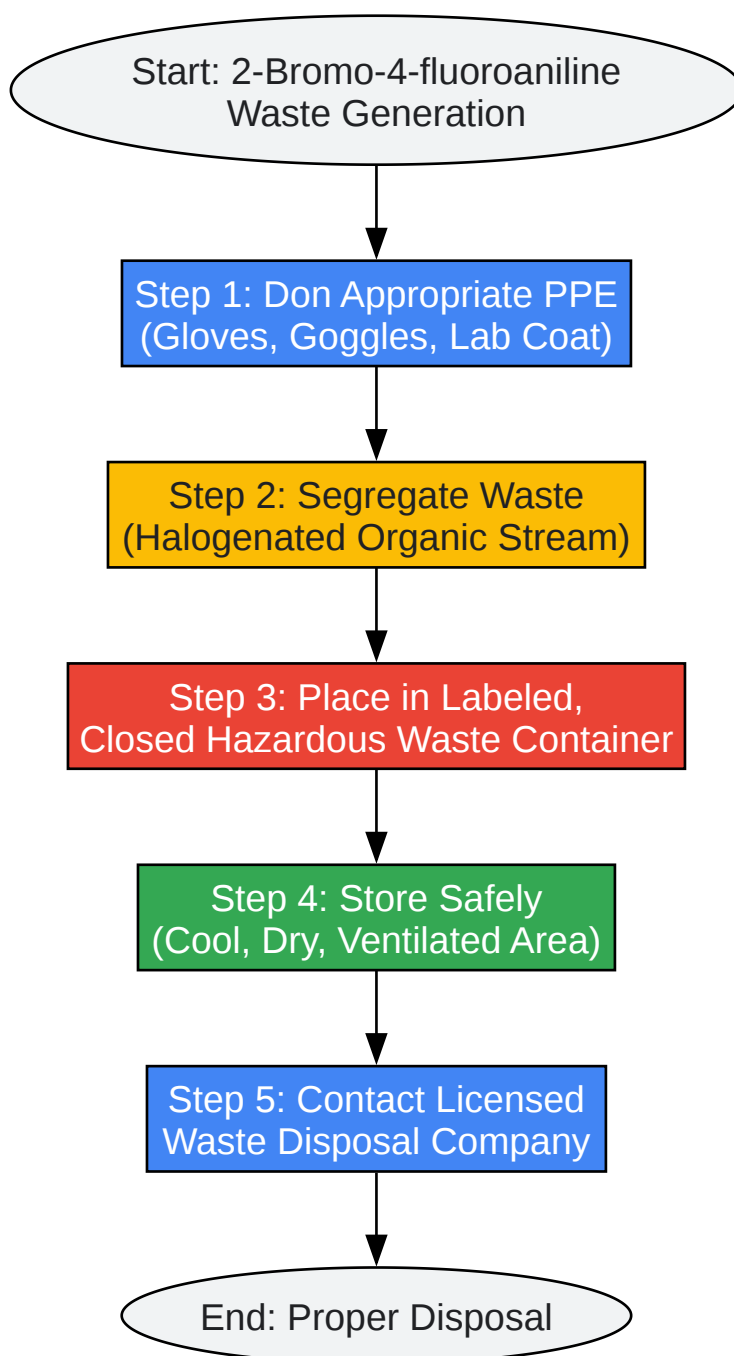 Start: 2-Bromo-4-fluoroaniline
Waste Generation
Step 1: Don Appropriate PPE
(Gloves, Goggles, Lab Coat)
Step 2: Segregate Waste
(Halogenated Organic Stream)
Step 3: Place in Labeled,
Closed Hazardous Waste Container
Step 4: Store Safely
(Cool, Dry, Ventilated Area)
Step 5: Contact Licensed
Waste Disposal Company
End: Proper Disposal